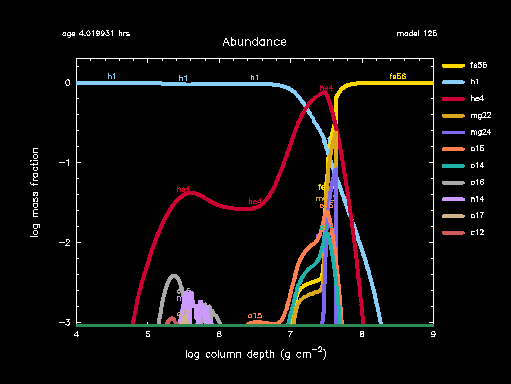 age 4.019931 hrs
model 126
Abundance
h1
h1
h1
fe56
he4
he4
he4
o15
0
−1
−2
−3
4
5
6
7
8
9
log mass fraction
log column depth (g cm⁻²)
fe56
h1
he4
mg22
mg24
o15
o14
o16
n14
o17
c12